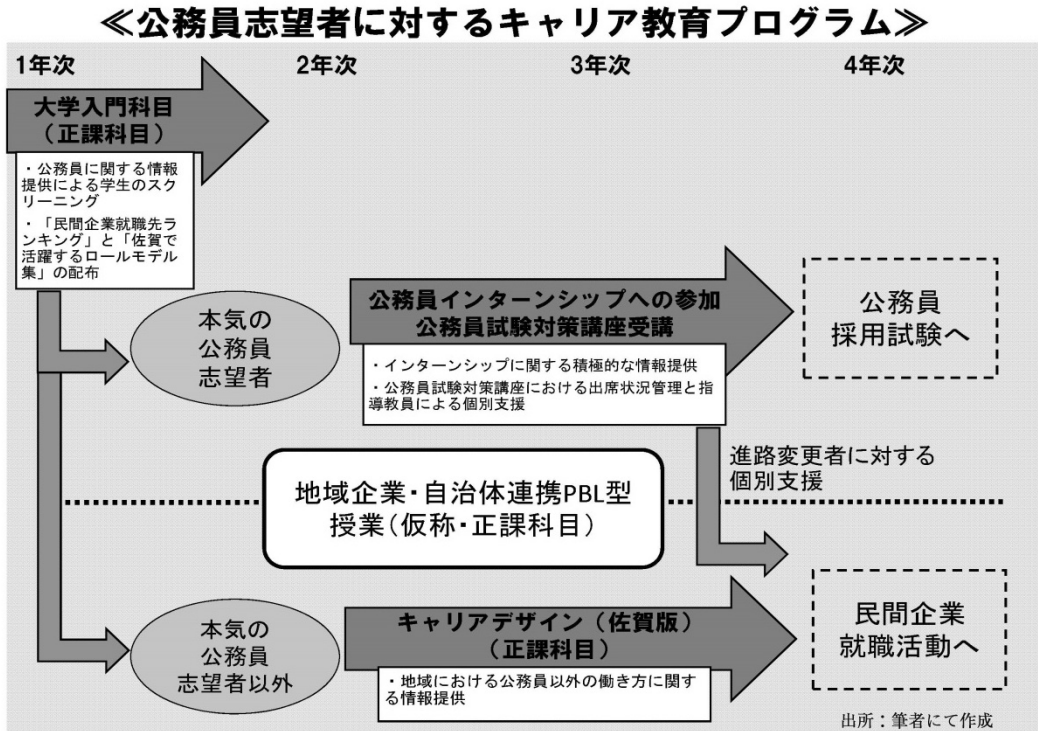 ≪公務員志望者に対するキャリア教育プログラム≫
1年次
2年次
3年次
4年次
大学入門科目
（正課科目）
・公務員に関する情報
提供による学生のスク
リーニング
・「民間企業就職先ラ
ンキング」と「佐賀で
活躍するロールモデル
集」の配布
本気の
公務員
志望者
公務員インターンシップへの参加
公務員試験対策講座受講
・インターンシップに関する積極的な情報提供
・公務員試験対策講座における出席状況管理と指
導教員による個別支援
公務員
採用試験へ
進路変更者に対する
個別支援
地域企業・自治体連携PBL型
授業（仮称・正課科目）
本気の
公務員
志望者以外
キャリアデザイン（佐賀版）
（正課科目）
・地域における公務員以外の働き方に関す
る情報提供
民間企業
就職活動へ
出所：筆者にて作成